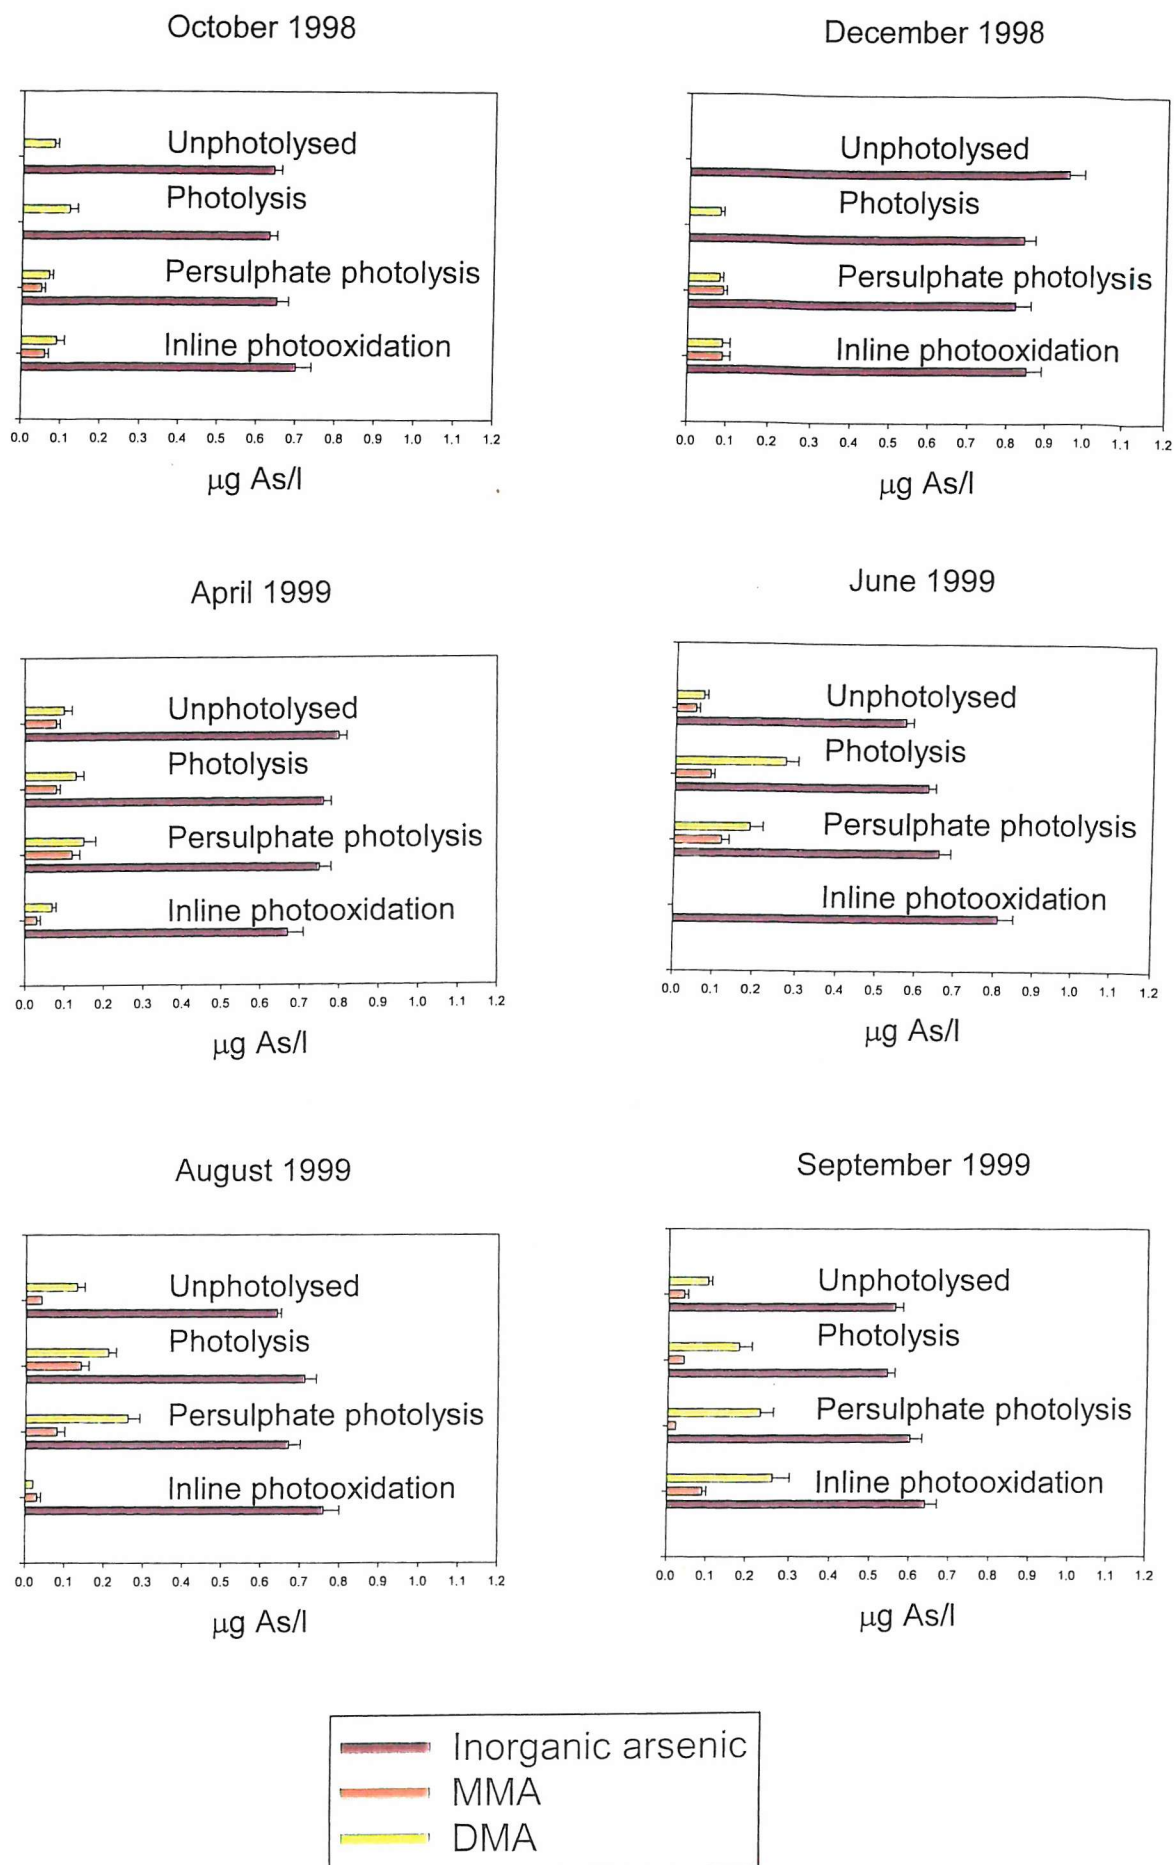 October 1998
Unphotolysed
Photolysis
Persulphate photolysis
Inline photooxidation
0.0 0.1 0.2 0.3 0.4 0.5 0.6 0.7 0.8 0.9 1.0 1.1 1.2
µg As/l
December 1998
Unphotolysed
Photolysis
Persulphate photolysis
Inline photooxidation
0.0 0.1 0.2 0.3 0.4 0.5 0.6 0.7 0.8 0.9 1.0 1.1 1.2
µg As/l
April 1999
Unphotolysed
Photolysis
Persulphate photolysis
Inline photooxidation
0.0 0.1 0.2 0.3 0.4 0.5 0.6 0.7 0.8 0.9 1.0 1.1 1.2
µg As/l
June 1999
Unphotolysed
Photolysis
Persulphate photolysis
Inline photooxidation
0.0 0.1 0.2 0.3 0.4 0.5 0.6 0.7 0.8 0.9 1.0 1.1 1.2
µg As/l
August 1999
Unphotolysed
Photolysis
Persulphate photolysis
Inline photooxidation
0.0 0.1 0.2 0.3 0.4 0.5 0.6 0.7 0.8 0.9 1.0 1.1 1.2
µg As/l
September 1999
Unphotolysed
Photolysis
Persulphate photolysis
Inline photooxidation
0.0 0.1 0.2 0.3 0.4 0.5 0.6 0.7 0.8 0.9 1.0 1.1 1.2
µg As/l
Inorganic arsenic
MMA
DMA